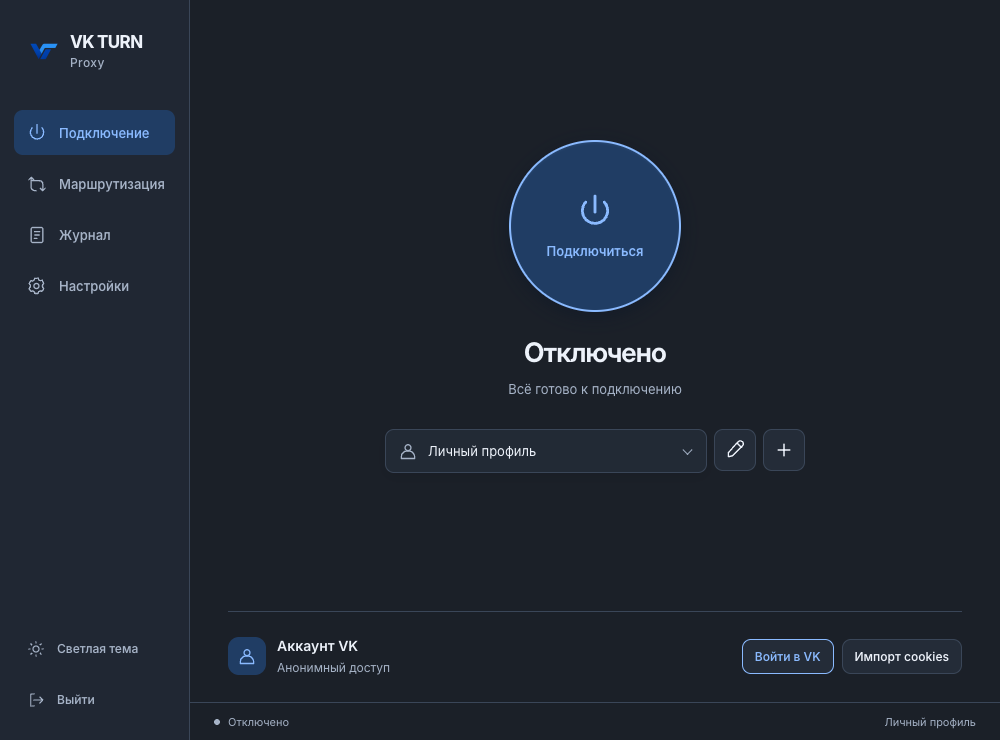 VK TURN
Proxy
Подключение
Маршрутизация
Журнал
Настройки
Светлая тема
Выйти
Подключиться
Отключено
Всё готово к подключению
Личный профиль
Аккаунт VK
Анонимный доступ
Войти в VK
Импорт cookies
Отключено
Личный профиль